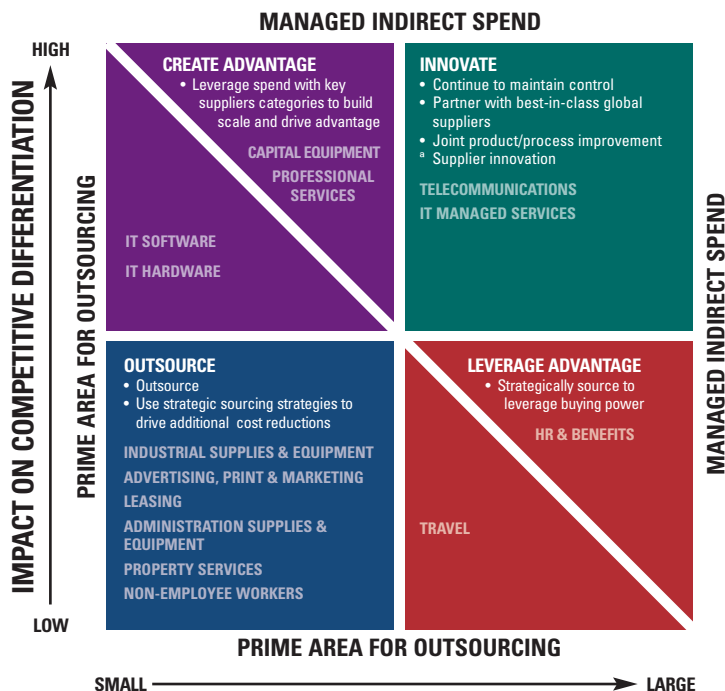 MANAGED INDIRECT SPEND
HIGH
IMPACT ON COMPETITIVE DIFFERENTIATION
PRIME AREA FOR OUTSOURCING
CREATE ADVANTAGE
• Leverage spend with key
suppliers categories to build
scale and drive advantage
CAPITAL EQUIPMENT
PROFESSIONAL
SERVICES
IT SOFTWARE
IT HARDWARE
INNOVATE
• Continue to maintain control
• Partner with best-in-class global
suppliers
• Joint product/process improvement
ª Supplier innovation
TELECOMMUNICATIONS
IT MANAGED SERVICES
MANAGED INDIRECT SPEND
OUTSOURCE
• Outsource
• Use strategic sourcing strategies to
drive additional cost reductions
INDUSTRIAL SUPPLIES & EQUIPMENT
ADVERTISING, PRINT & MARKETING
LEASING
ADMINISTRATION SUPPLIES &
EQUIPMENT
PROPERTY SERVICES
NON-EMPLOYEE WORKERS
LEVERAGE ADVANTAGE
• Strategically source to
leverage buying power
HR & BENEFITS
TRAVEL
LOW
PRIME AREA FOR OUTSOURCING
SMALL
LARGE